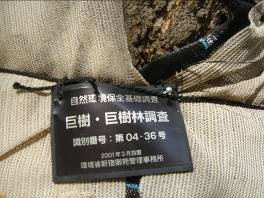 自然環境保全基礎調査
巨樹・巨樹林調査
識別番号：第04-36号
2001年3月設置
環境省新宿御苑管理事務所